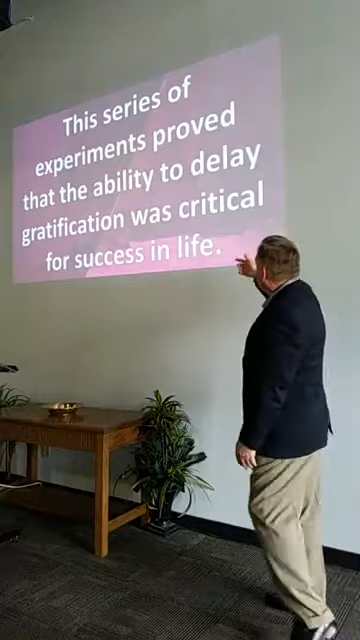 This series of
experiments proved
that the ability to delay
gratification was critical
for success in life.